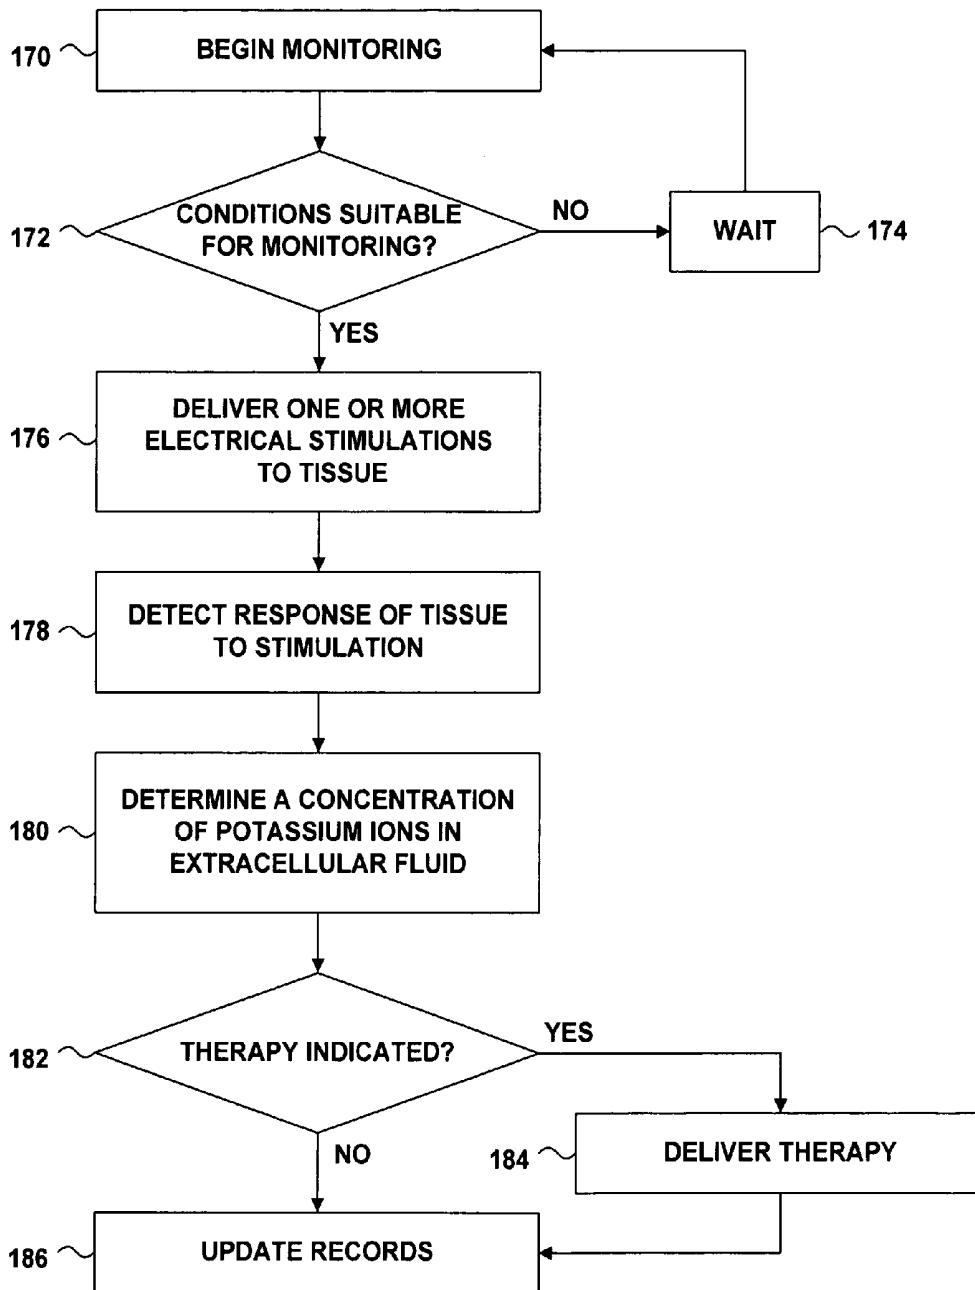 170
BEGIN MONITORING
172
CONDITIONS SUITABLE
FOR MONITORING?
NO
WAIT
174
YES
176
DELIVER ONE OR MORE
ELECTRICAL STIMULATIONS
TO TISSUE
178
DETECT RESPONSE OF TISSUE
TO STIMULATION
180
DETERMINE A CONCENTRATION
OF POTASSIUM IONS IN
EXTRACELLULAR FLUID
182
THERAPY INDICATED?
YES
184
DELIVER THERAPY
NO
186
UPDATE RECORDS